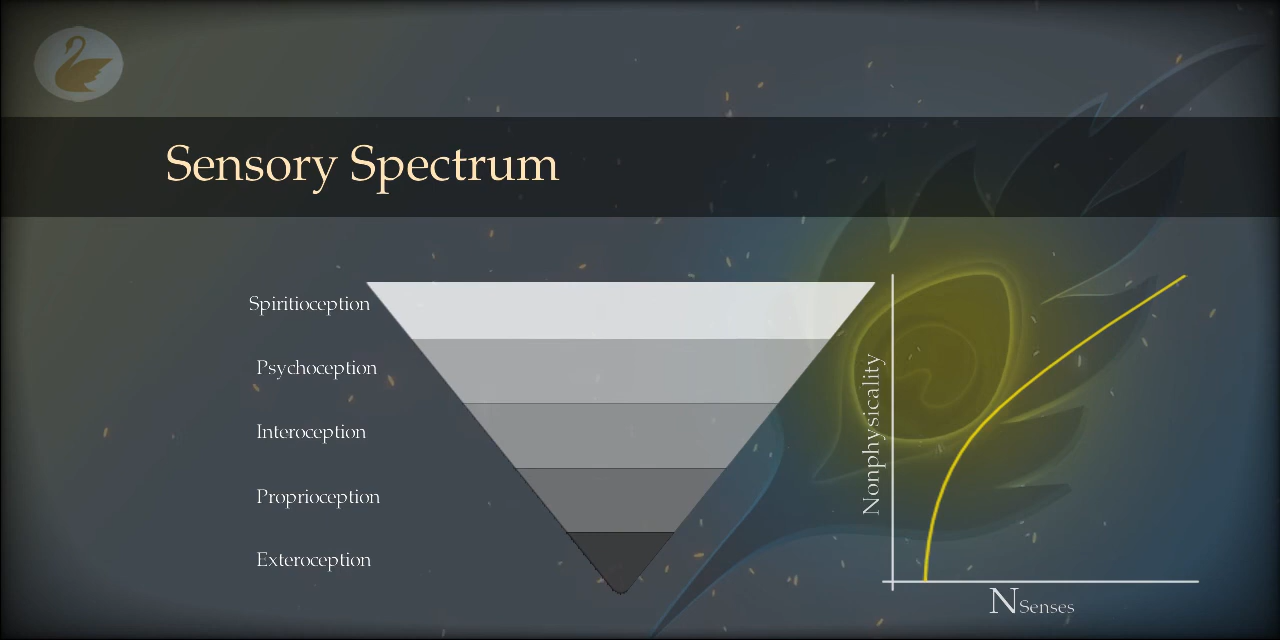 Sensory Spectrum
Spiritioception
Psychoception
Interoception
Proprioception
Exteroception
Nonphysicality
NSenses